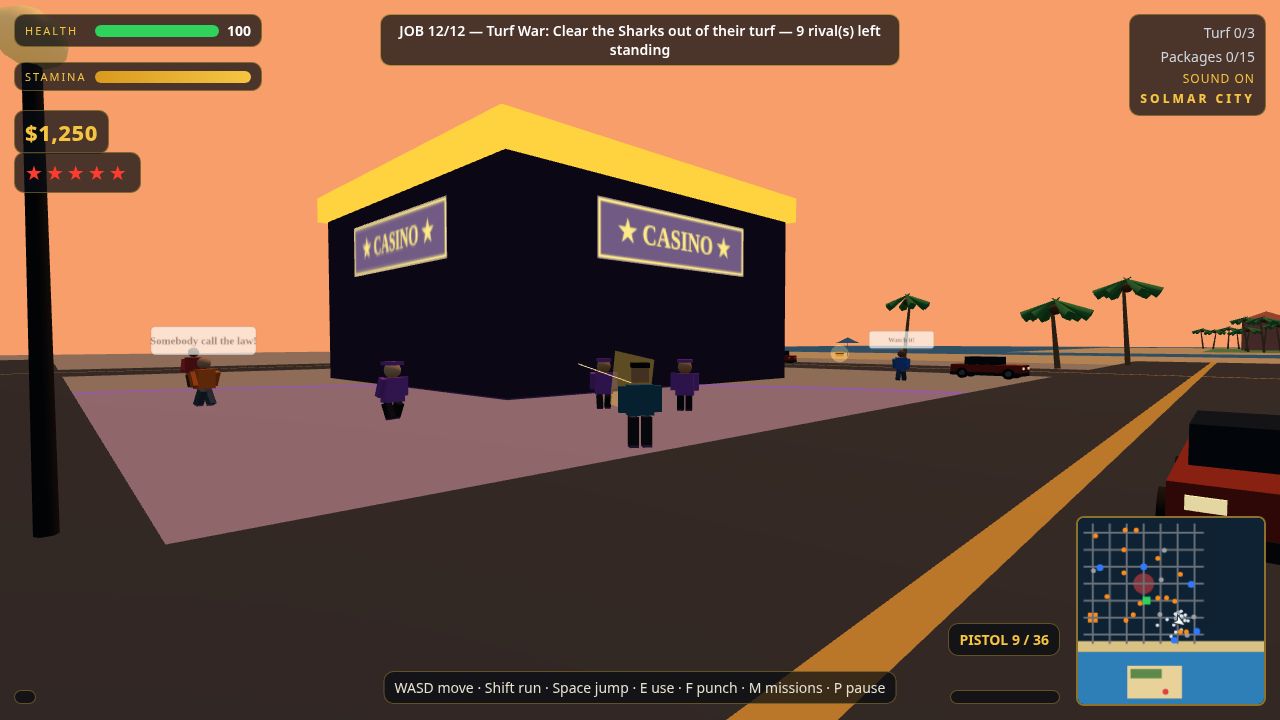 HEALTH 100
JOB 12/12 — Turf War: Clear the Sharks out of their turf — 9 rival(s) left
standing
Turf 0/3
Packages 0/15
SOUND ON
SOLMAR CITY
STAMINA
$1,250
★★★★★
★ CASINO ★
★ CASINO ★
Somebody call the law!
PISTOL 9 / 36
WASD move · Shift run · Space jump · E use · F punch · M missions · P pause